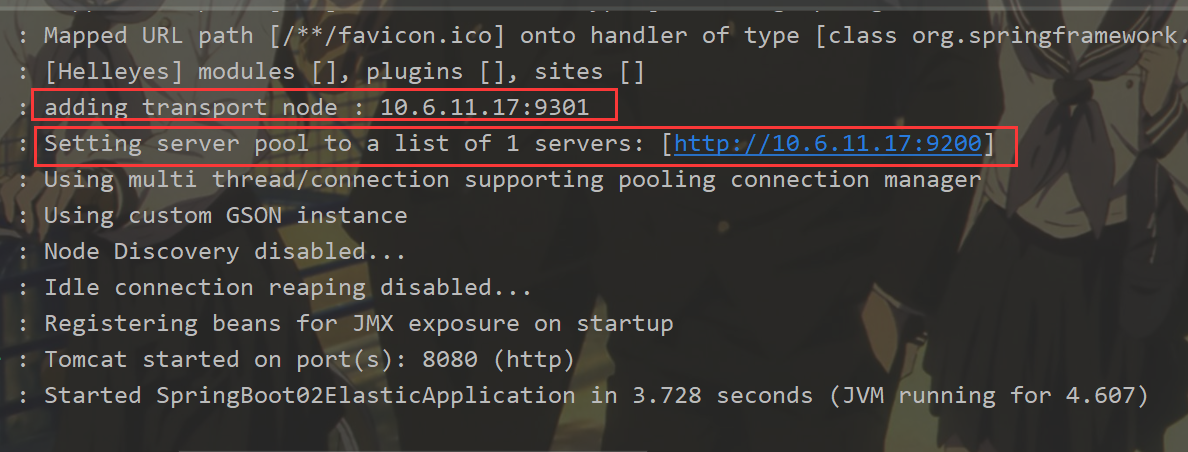 : Mapped URL path [/**/favicon.ico] onto handler of type [class org.springframework.
: [Helleyes] modules [], plugins [], sites []
: adding transport node : 10.6.11.17:9301
: Setting server pool to a list of 1 servers: [http://10.6.11.17:9200]
: Using multi thread/connection supporting pooling connection manager
: Using custom GSON instance
: Node Discovery disabled...
: Idle connection reaping disabled...
: Registering beans for JMX exposure on startup
: Tomcat started on port(s): 8080 (http)
: Started SpringBoot02ElasticApplication in 3.728 seconds (JVM running for 4.607)